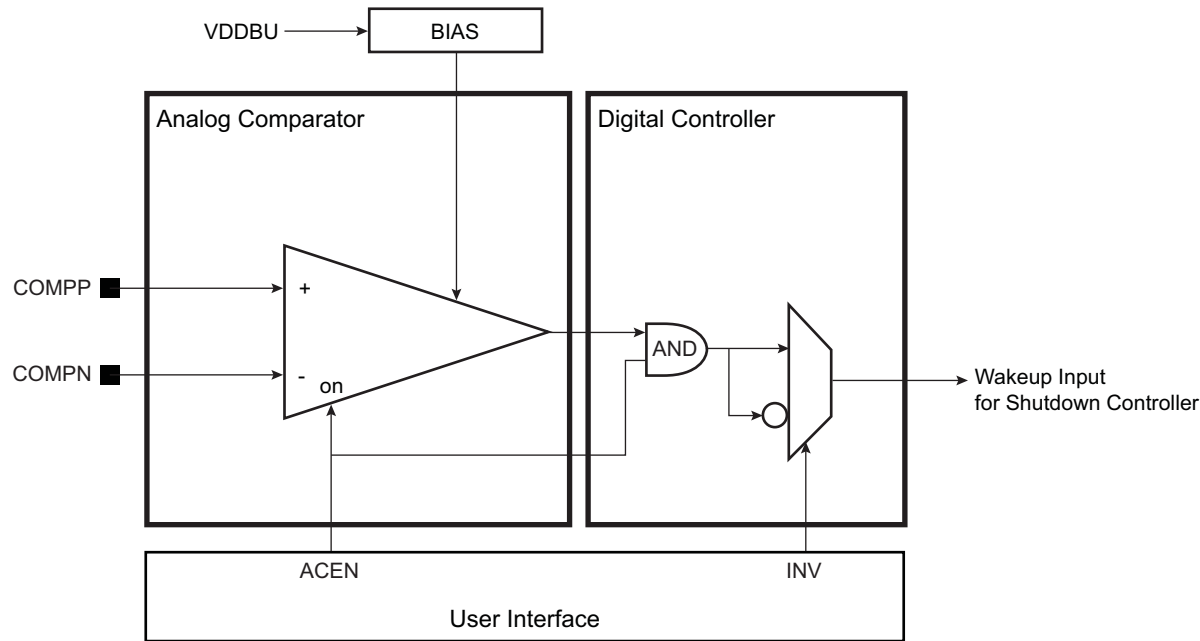 VDDBU
BIAS
Analog Comparator
Digital Controller
COMPP
+
AND
COMPN
-
on
Wakeup Input
for Shutdown Controller
ACEN
INV
User Interface